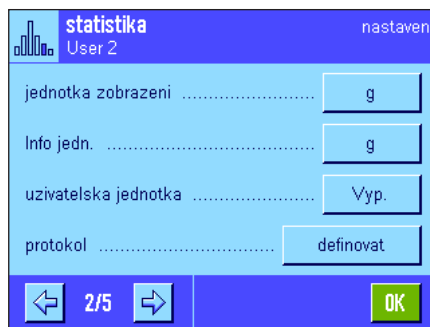 statistika nastaven
User 2
jednotka zobrazeni ........................ g
Info jedn. ..................................... g
uzivatelska jednotka ...................... Vyp.
protokol ............................... definovat
2/5 OK